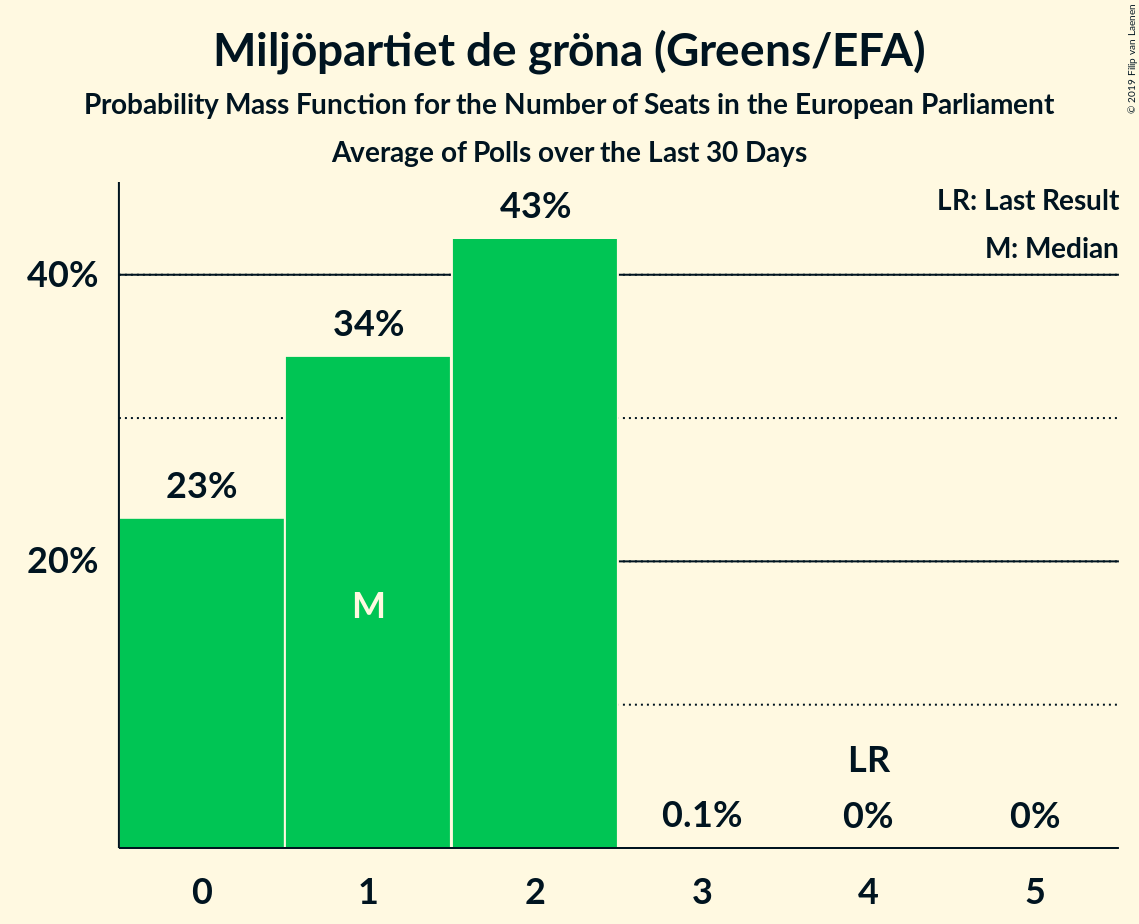 Miljöpartiet de gröna (Greens/EFA)
Probability Mass Function for the Number of Seats in the European Parliament
Average of Polls over the Last 30 Days
© 2019 Filip van Laenen
LR: Last Result
M: Median
43%
40%
34%
23%
20%
M
LR
0.1%
0%
0%
0 1 2 3 4 5